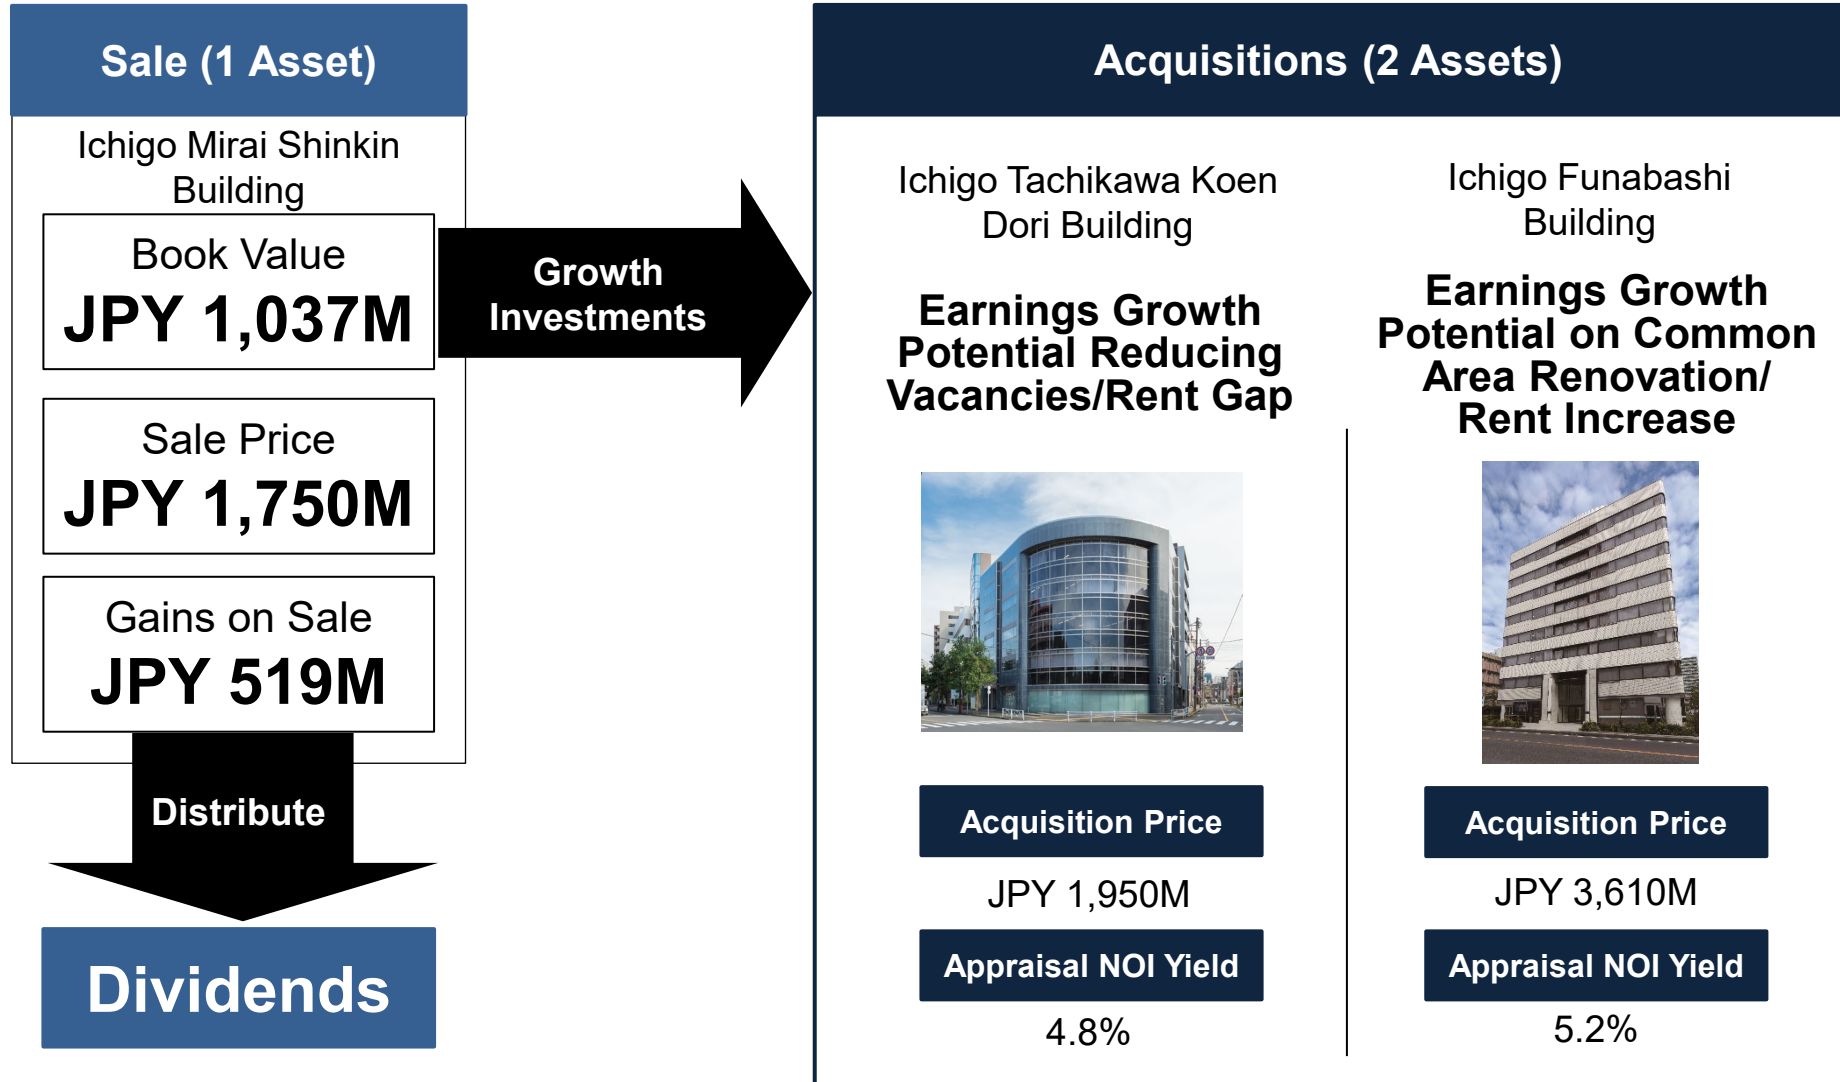 Sale (1 Asset)
Ichigo Mirai Shinkin
Building
Book Value
JPY 1,037M
Sale Price
JPY 1,750M
Gains on Sale
JPY 519M
Distribute
Dividends
Growth
Investments
Acquisitions (2 Assets)
Ichigo Tachikawa Koen
Dori Building
Earnings Growth
Potential Reducing
Vacancies/Rent Gap
Acquisition Price
JPY 1,950M
Appraisal NOI Yield
4.8%
Ichigo Funabashi
Building
Earnings Growth
Potential on Common
Area Renovation/
Rent Increase
Acquisition Price
JPY 3,610M
Appraisal NOI Yield
5.2%